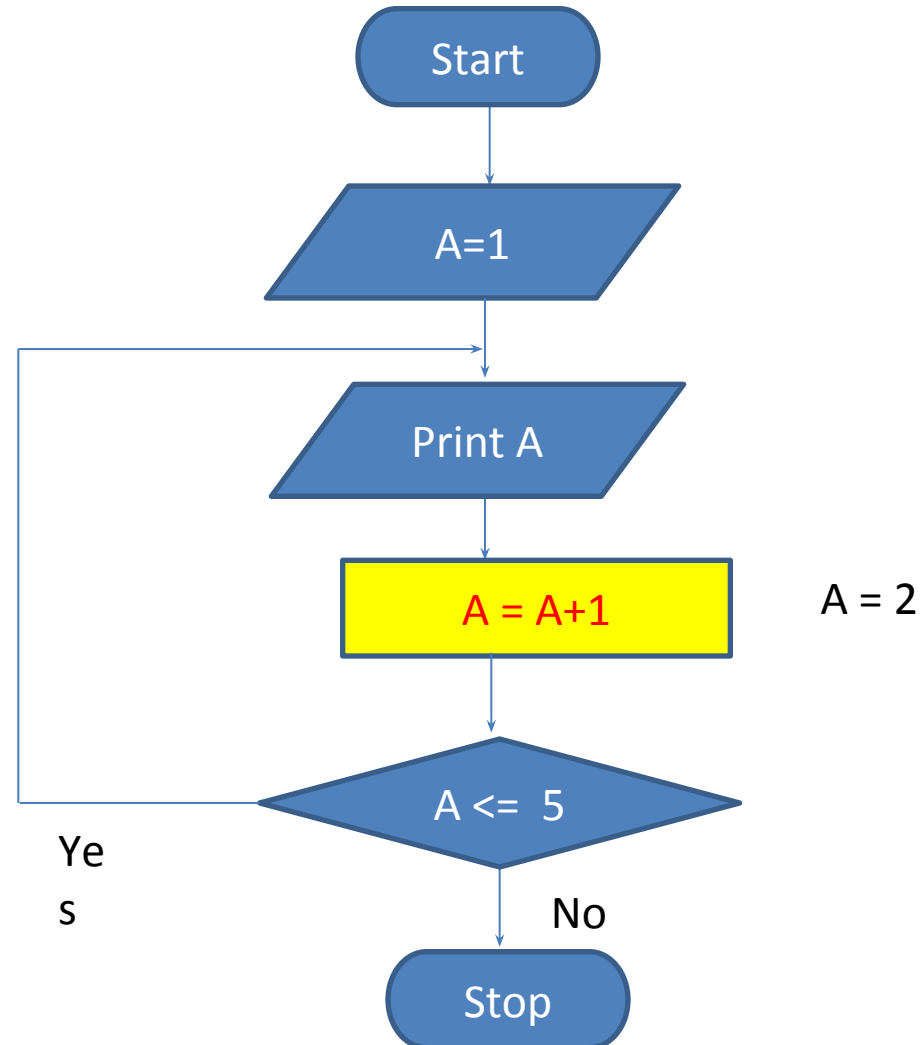 Start
A=1
Print A
A = A+1
A = 2
A <=  5
Ye
s
No
Stop